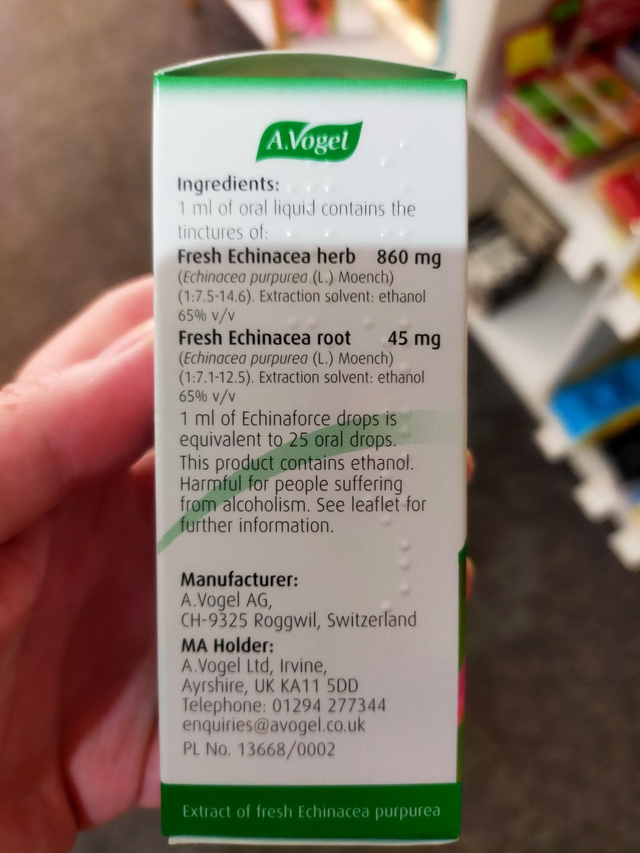 A.Vogel
Ingredients:
1 ml of oral liquid contains the
tinctures of:
Fresh Echinacea herb 860 mg
(Echinacea purpurea (L.) Moench)
(1:7.5-14.6). Extraction solvent: ethanol
65% v/v
Fresh Echinacea root 45 mg
(Echinacea purpurea (L.) Moench)
(1:7.1-12.5). Extraction solvent: ethanol
65% v/v
1 ml of Echinaforce drops is
equivalent to 25 oral drops.
This product contains ethanol.
Harmful for people suffering
from alcoholism. See leaflet for
further information.
Manufacturer:
A.Vogel AG,
CH-9325 Roggwil, Switzerland
MA Holder:
A.Vogel Ltd, Irvine,
Ayrshire, UK KA11 5DD
Telephone: 01294 277344
enquiries@avogel.co.uk
PL No. 13668/0002
Extract of fresh Echinacea purpurea